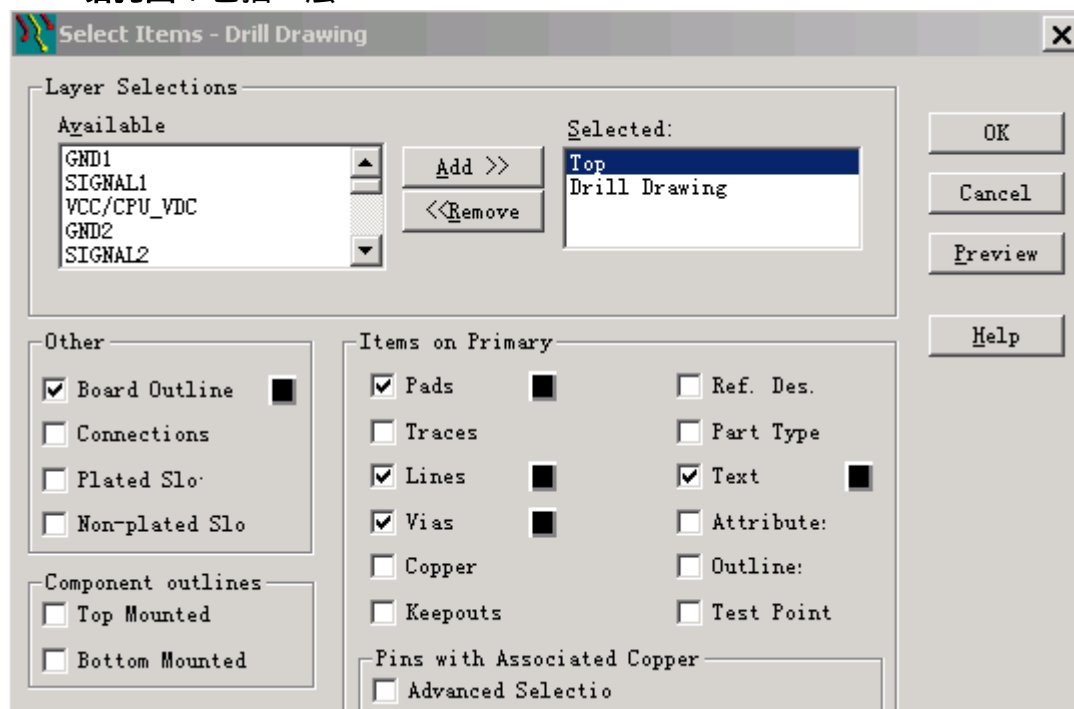 Select Items - Drill Drawing
Layer Selections
Available
GND1
SIGNAL1
VCC/CPU_VDC
GND2
SIGNAL2
Add >>
<<Remove
Selected:
Top
Drill Drawing
OK
Cancel
Preview
Help
Other
Board Outline
Connections
Plated Slo
Non-plated Slo
Component outlines
Top Mounted
Bottom Mounted
Items on Primary
Pads
Traces
Lines
Vias
Copper
Keepouts
Ref. Des.
Part Type
Text
Attribute:
Outline:
Test Point
Pins with Associated Copper
Advanced Selectio